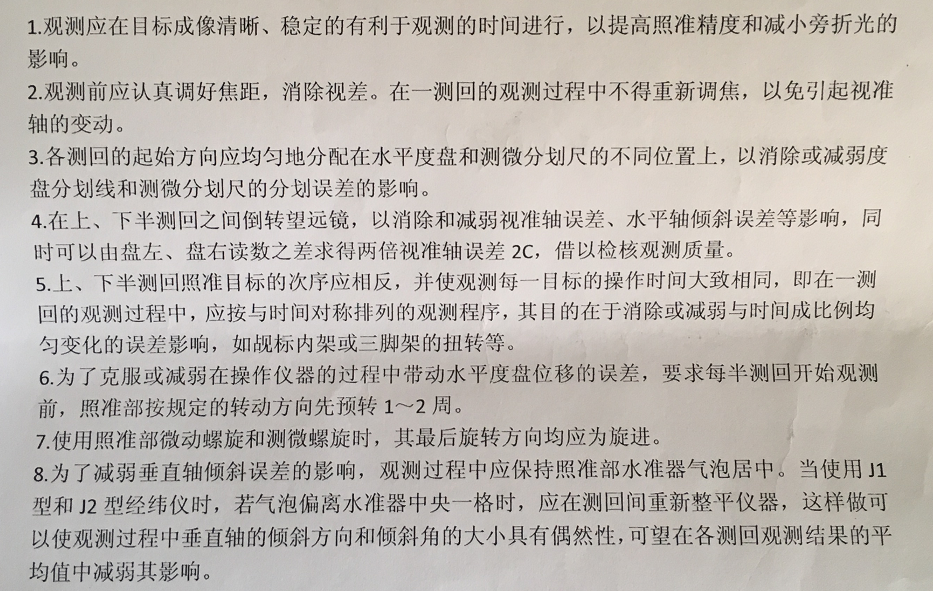 1.观测应在目标成像清晰、稳定的有利于观测的时间进行，以提高照准精度和减小旁折光的
影响。
2.观测前应认真调好焦距，消除视差。在一测回的观测过程中不得重新调焦，以免引起视准
轴的变动。
3.各测回的起始方向应均匀地分配在水平度盘和测微分划尺的不同位置上，以消除或减弱度
盘分划线和测微分划尺的分划误差的影响。
4.在上、下半测回之间倒转望远镜，以消除和减弱视准轴误差、水平轴倾斜误差等影响，同
时可以由盘左、盘右读数之差求得两倍视准轴误差 2C，借以检核观测质量。
5.上、下半测回照准目标的次序应相反，并使观测每一目标的操作时间大致相同，即在一测
回的观测过程中，应按与时间对称排列的观测程序，其目的在于消除或减弱与时间成比例均
匀变化的误差影响，如觇标内架或三脚架的扭转等。
6.为了克服或减弱在操作仪器的过程中带动水平度盘位移的误差，要求每半测回开始观测
前，照准部按规定的转动方向先预转 1～2 周。
7.使用照准部微动螺旋和测微螺旋时，其最后旋转方向均应为旋进。
8.为了减弱垂直轴倾斜误差的影响，观测过程中应保持照准部水准器气泡居中。当使用 J1
型和 J2 型经纬仪时，若气泡偏离水准器中央一格时，应在测回间重新整平仪器，这样做可
以使观测过程中垂直轴的倾斜方向和倾斜角的大小具有偶然性，可望在各测回观测结果的平
均值中减弱其影响。